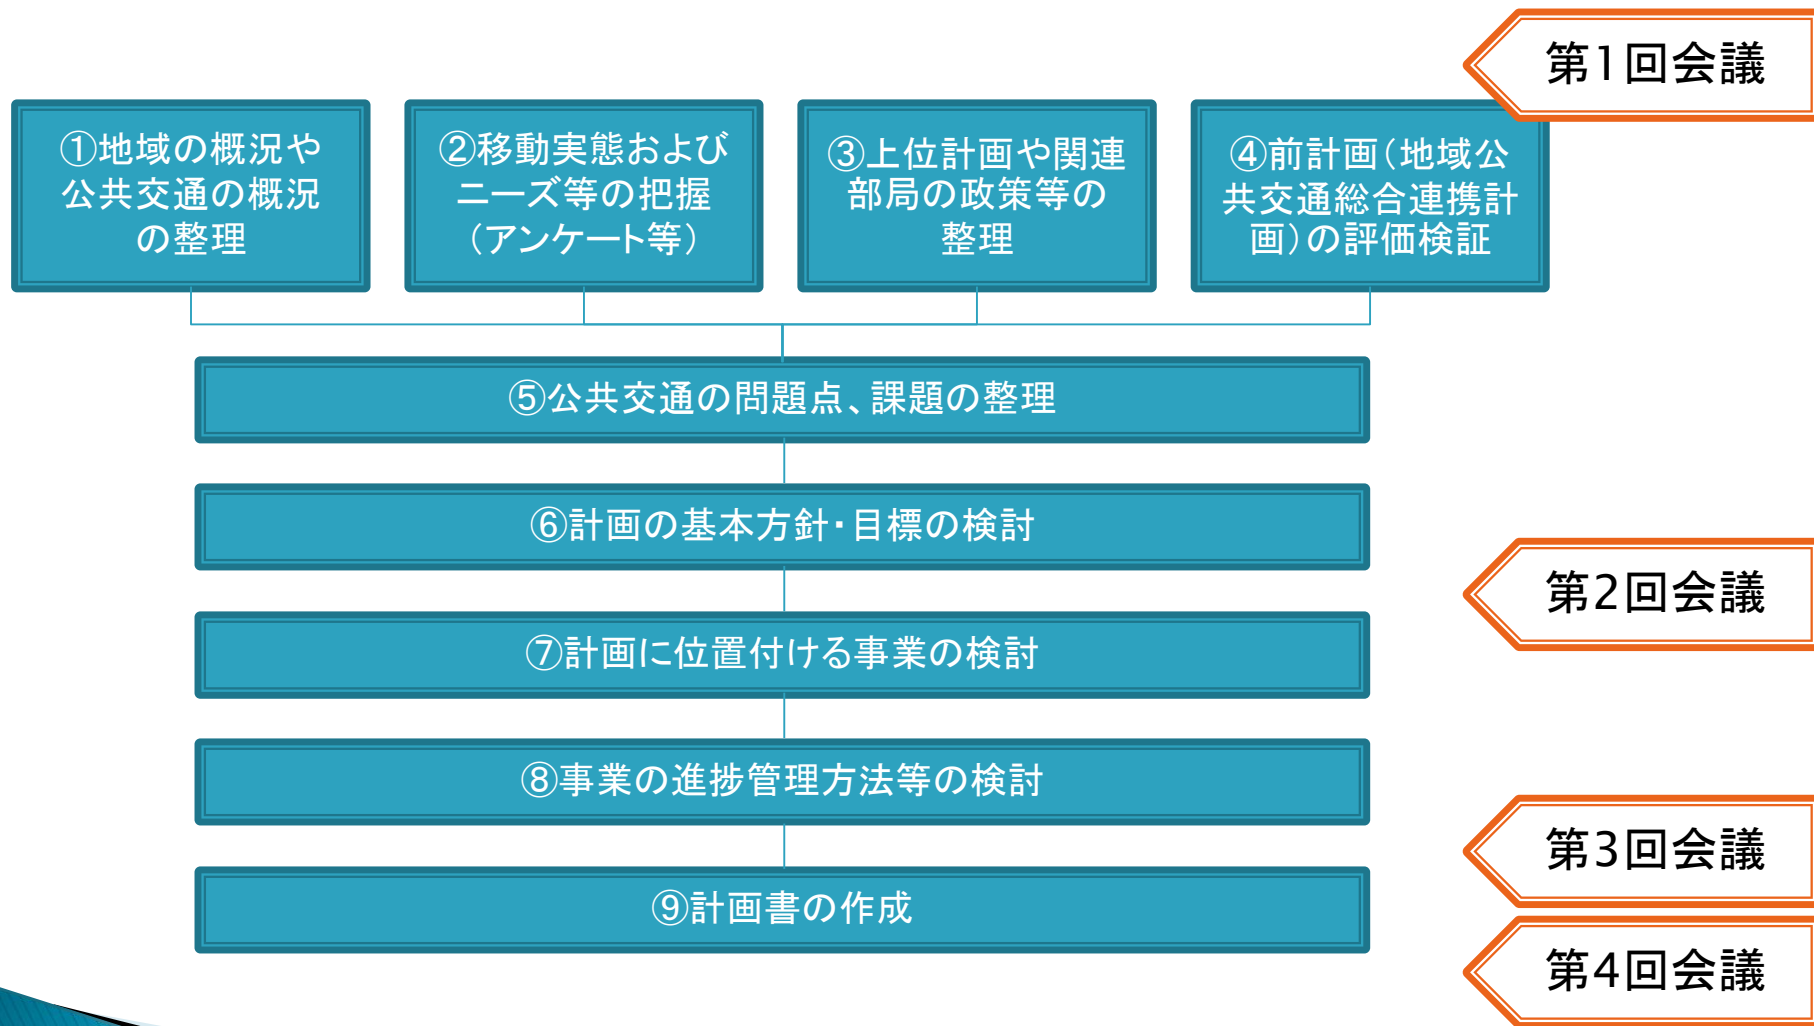 第1回会議
①地域の概況や
公共交通の概況
の整理
②移動実態および
ニーズ等の把握
（アンケート等）
③上位計画や関連
部局の政策等の
整理
④前計画（地域公
共交通総合連携計
画）の評価検証
⑤公共交通の問題点、課題の整理
⑥計画の基本方針・目標の検討
第2回会議
⑦計画に位置付ける事業の検討
⑧事業の進捗管理方法等の検討
第3回会議
⑨計画書の作成
第4回会議